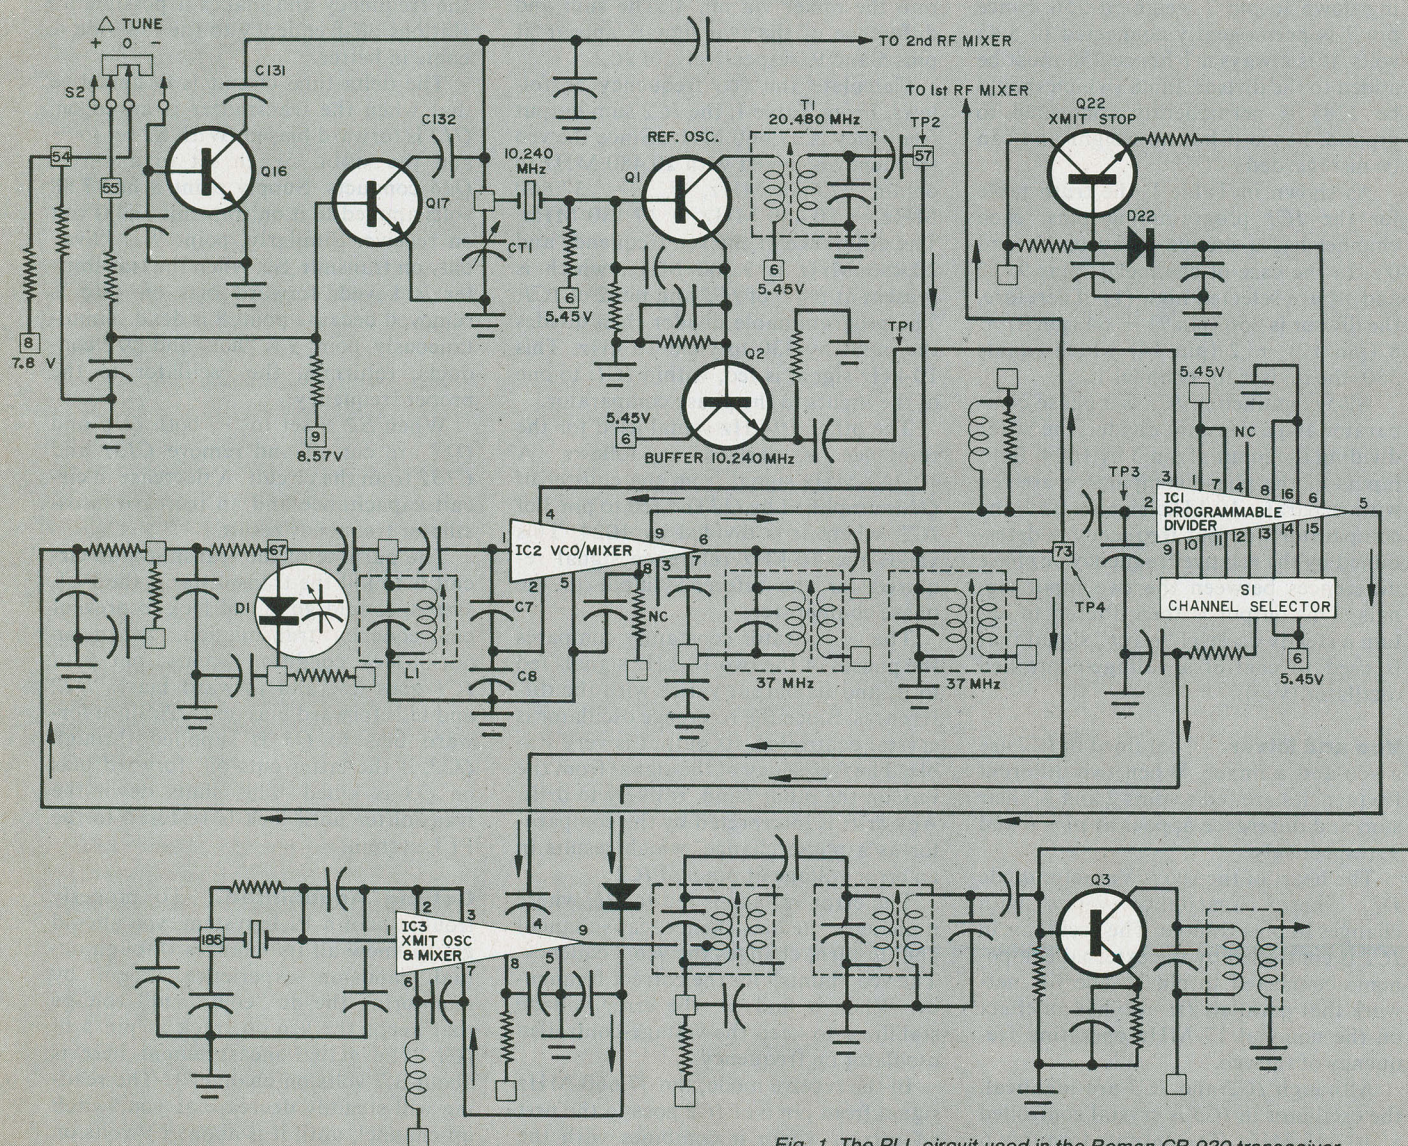 △ TUNE
+ O −
S2
C131
TO 2nd RF MIXER
TO 1st RF MIXER
Q22
XMIT STOP
T1
20.480 MHz
TP2
57
C132
10.240
MHz
REF. OSC.
Q1
54
55
Q16
Q17
CT1
D22
6
5.45V
6
5.45V
8
7.8 V
TP1
Q2
5.45V
6
BUFFER 10.240MHz
9
8.57V
5.45V
NC
TP3
3 1 7 4 8 16 6
2
IC1
PROGRAMMABLE
DIVIDER
5
9 10 11 12 13 14 15
S1
CHANNEL SELECTOR
6
5.45V
4
1
IC2 VCO/MIXER
9
6
2 5 8 3 7
NC
67
D1
L1
C7
C8
37 MHz
37 MHz
73
TP4
185
1
2
3
IC3
XMIT OSC
& MIXER
4
9
6
7
8
5
Q3
Fig. 1. The PLL circuit used in the Roman CB-920 transceiver.